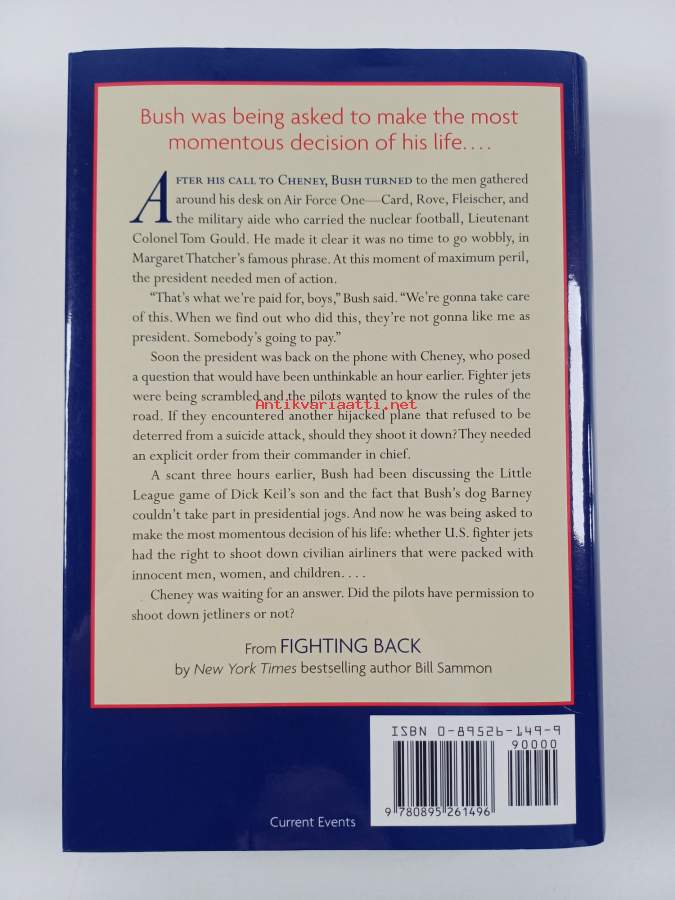 Bush was being asked to make the most
momentous decision of his life. . . .
AFTER HIS CALL TO CHENEY, BUSH TURNED to the men gathered
around his desk on Air Force One—Card, Rove, Fleischer, and
the military aide who carried the nuclear football, Lieutenant
Colonel Tom Gould. He made it clear it was no time to go wobbly, in
Margaret Thatcher's famous phrase. At this moment of maximum peril,
the president needed men of action.
"That's what we're paid for, boys," Bush said. "We're gonna take care
of this. When we find out who did this, they're not gonna like me as
president. Somebody's going to pay."
Soon the president was back on the phone with Cheney, who posed
a question that would have been unthinkable an hour earlier. Fighter jets
were being scrambled and the pilots wanted to know the rules of the
Antikvariaatti.net
road. If they encountered another hijacked plane that refused to be
deterred from a suicide attack, should they shoot it down? They needed
an explicit order from their commander in chief.
A scant three hours earlier, Bush had been discussing the Little
League game of Dick Keil's son and the fact that Bush's dog Barney
couldn't take part in presidential jogs. And now he was being asked to
make the most momentous decision of his life: whether U.S. fighter jets
had the right to shoot down civilian airliners that were packed with
innocent men, women, and children. . . .
Cheney was waiting for an answer. Did the pilots have permission to
shoot down jetliners or not?
From FIGHTING BACK
by New York Times bestselling author Bill Sammon
ISBN 0-89526-149-9
90000
9 780895 261496
Current Events